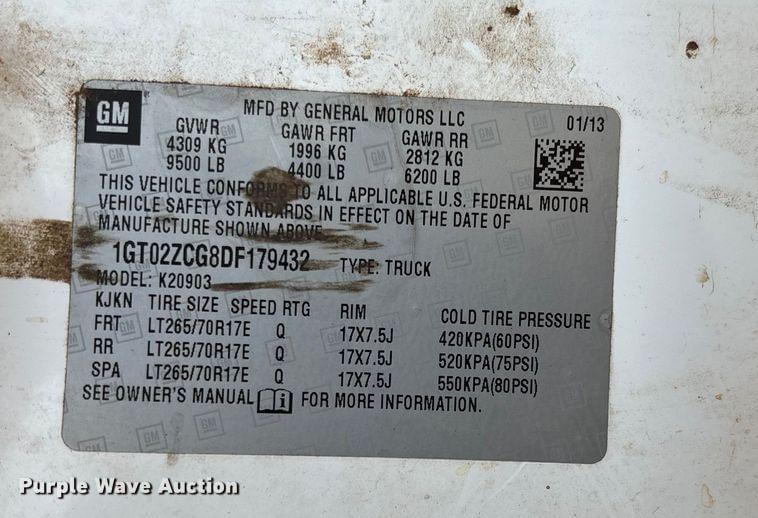 GM
MFD BY GENERAL MOTORS LLC
01/13
GVWR GAWR FRT GAWR RR
4309 KG 1996 KG 2812 KG
9500 LB 4400 LB 6200 LB
THIS VEHICLE CONFORMS TO ALL APPLICABLE U.S. FEDERAL MOTOR
VEHICLE SAFETY STANDARDS IN EFFECT ON THE DATE OF
MANUFACTURE SHOWN ABOVE.
1GT02ZCG8DF179432 TYPE: TRUCK
MODEL: K20903
KJKN TIRE SIZE SPEED RTG RIM COLD TIRE PRESSURE
FRT LT265/70R17E Q 17X7.5J 420KPA(60PSI)
RR LT265/70R17E Q 17X7.5J 520KPA(75PSI)
SPA LT265/70R17E Q 17X7.5J 550KPA(80PSI)
SEE OWNER'S MANUAL i FOR MORE INFORMATION.
Purple Wave Auction